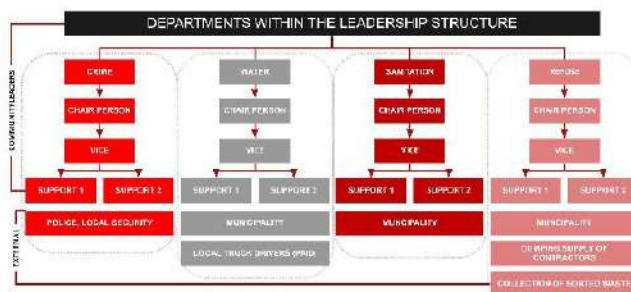 DEPARTMENTS WITHIN THE LEADERSHIP STRUCTURE
COMMUNITY LEADERS
CRIME
WATER
SANITATION
REFUSE
CHAIR PERSON
CHAIR PERSON
CHAIR PERSON
CHAIR PERSON
VICE
VICE
VICE
VICE
SUPPORT 1
SUPPORT 2
SUPPORT 1
SUPPORT 2
SUPPORT 1
SUPPORT 2
SUPPORT 1
SUPPORT 2
EXTERNAL
POLICE, LOCAL SECURITY
MUNICIPALITY
MUNICIPALITY
MUNICIPALITY
LOCAL TRUCK DRIVERS (PAID)
SUPPLY OF
CONTRACTORS
COLLECTION OF SORTED WASTE